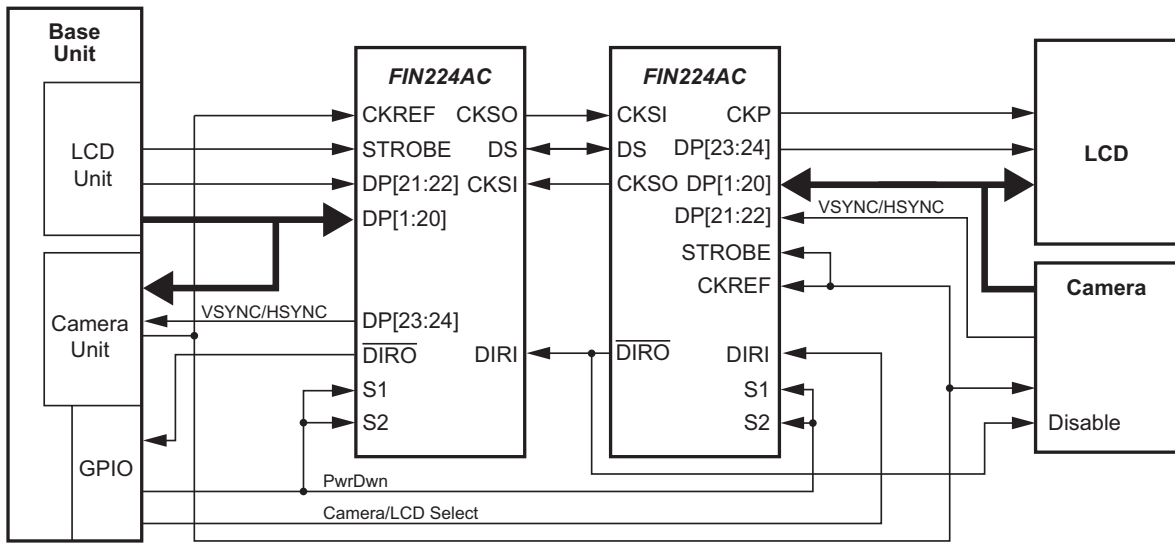 Base
Unit
LCD
Unit
Camera
Unit
GPIO
VSYNC/HSYNC
PwrDwn
Camera/LCD Select
FIN224AC
CKREF
CKSO
STROBE
DS
DP[21:22]
CKSI
DP[1:20]
DP[23:24]
DIRO
DIRI
S1
S2
FIN224AC
CKSI
CKP
DS
DP[23:24]
CKSO
DP[1:20]
DP[21:22]
STROBE
CKREF
DIRO
DIRI
S1
S2
VSYNC/HSYNC
LCD
Camera
Disable